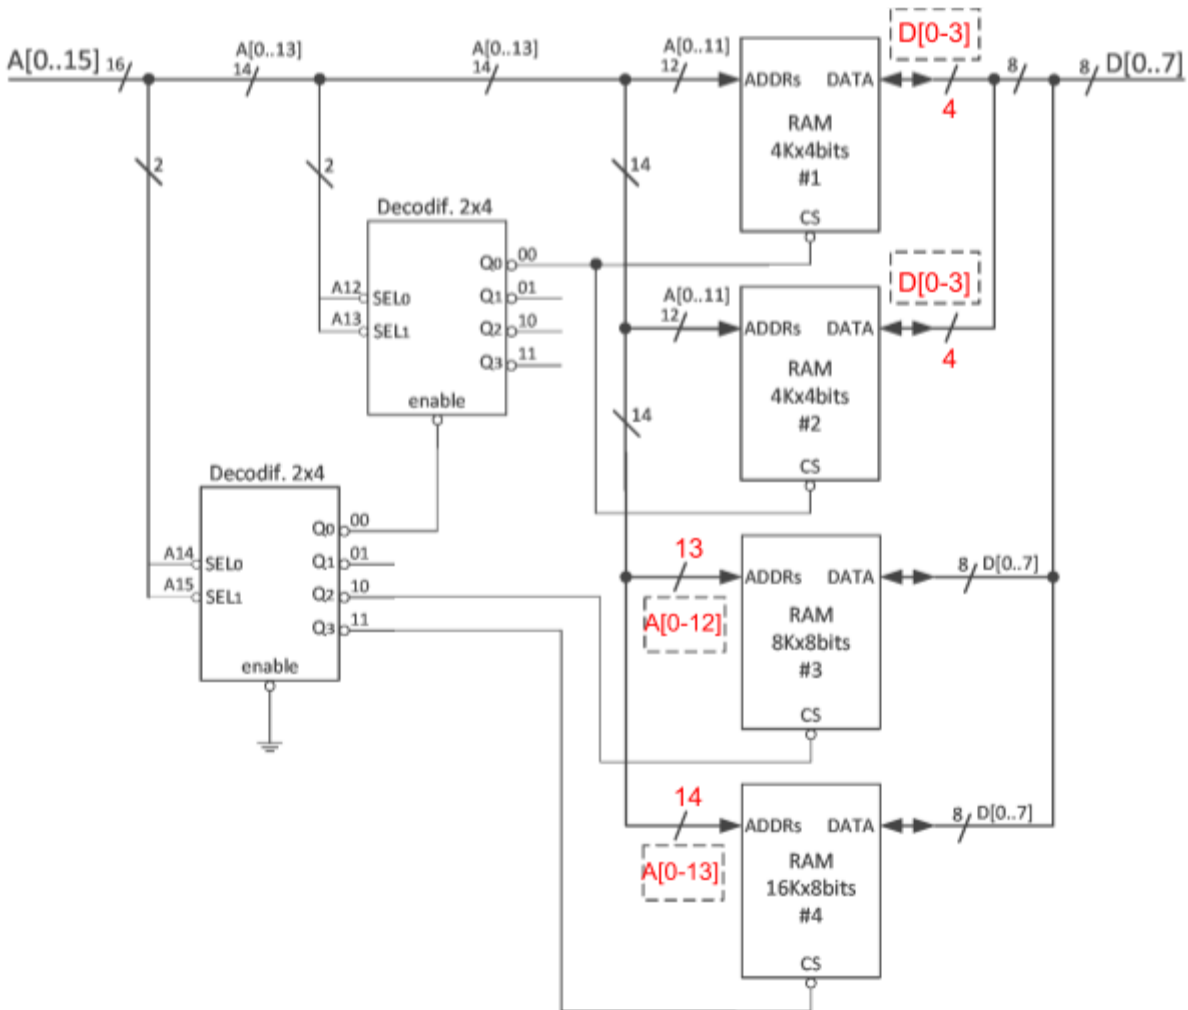 A[0..15]
16
A[0..13]
14
A[0..13]
14
A[0..11]
12
D[0-3]
4
8
8
D[0..7]
ADDRs DATA
RAM
4Kx4bits
#1
CS
2
2
14
Decodif. 2x4
A12
A13
SEL0
SEL1
Q0 00
Q1 01
Q2 10
Q3 11
enable
A[0..11]
12
D[0-3]
4
ADDRs DATA
RAM
4Kx4bits
#2
CS
14
Decodif. 2x4
A14
A15
SEL0
SEL1
Q0 00
Q1 01
Q2 10
Q3 11
enable
13
A[0-12]
ADDRs DATA
RAM
8Kx8bits
#3
CS
8 D[0..7]
14
A[0-13]
ADDRs DATA
RAM
16Kx8bits
#4
CS
8 D[0..7]